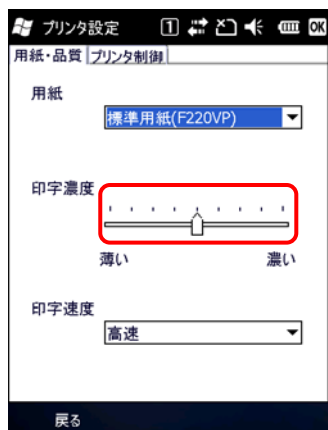 プリンタ設定 1 OK
用紙・品質 プリンタ制御
用紙
標準用紙(F220VP)
印字濃度
薄い 濃い
印字速度
高速
戻る